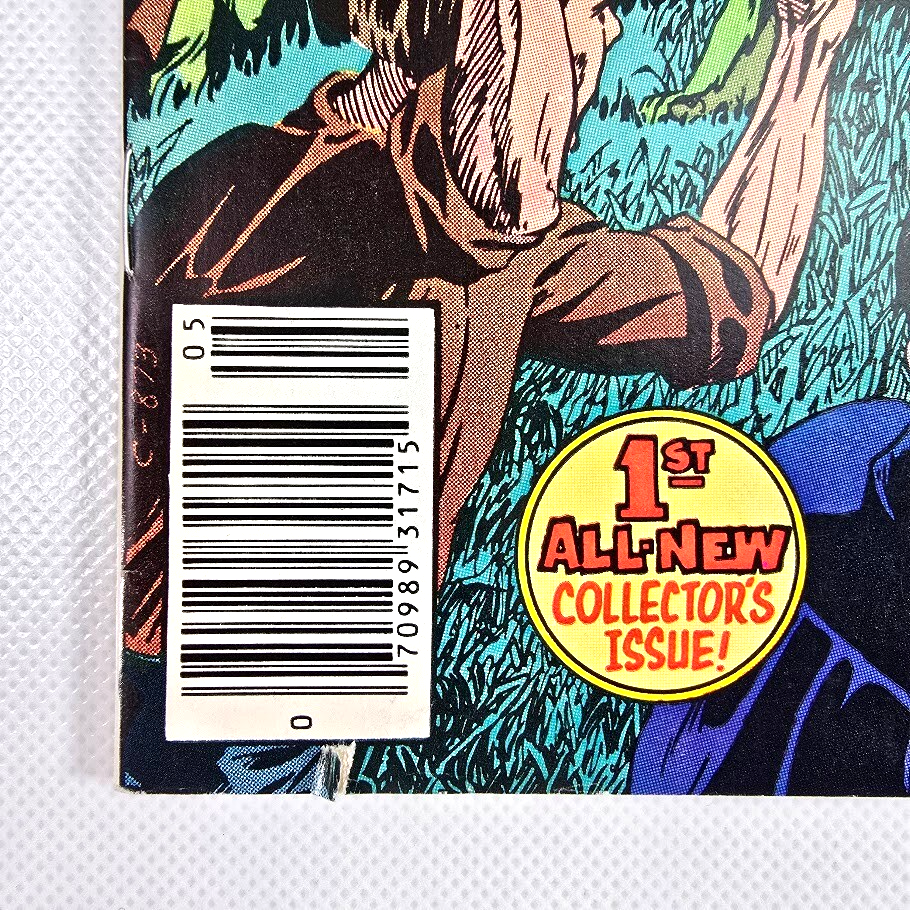 05
70989 31715
0
1ST
ALL-NEW
COLLECTOR'S
ISSUE!